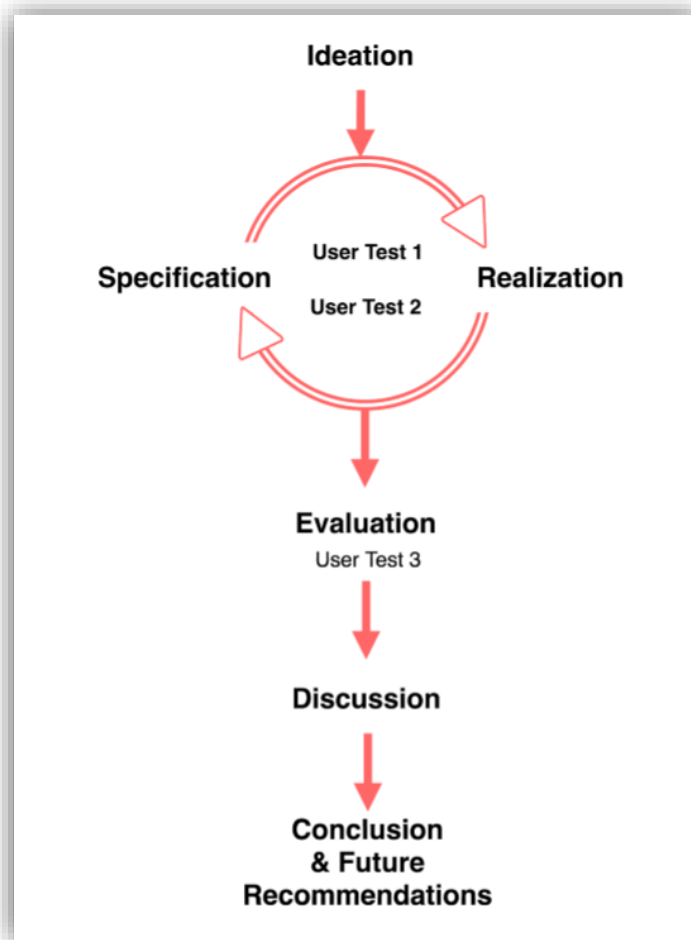 Ideation
User Test 1
Specification
Realization
User Test 2
Evaluation
User Test 3
Discussion
Conclusion
& Future
Recommendations